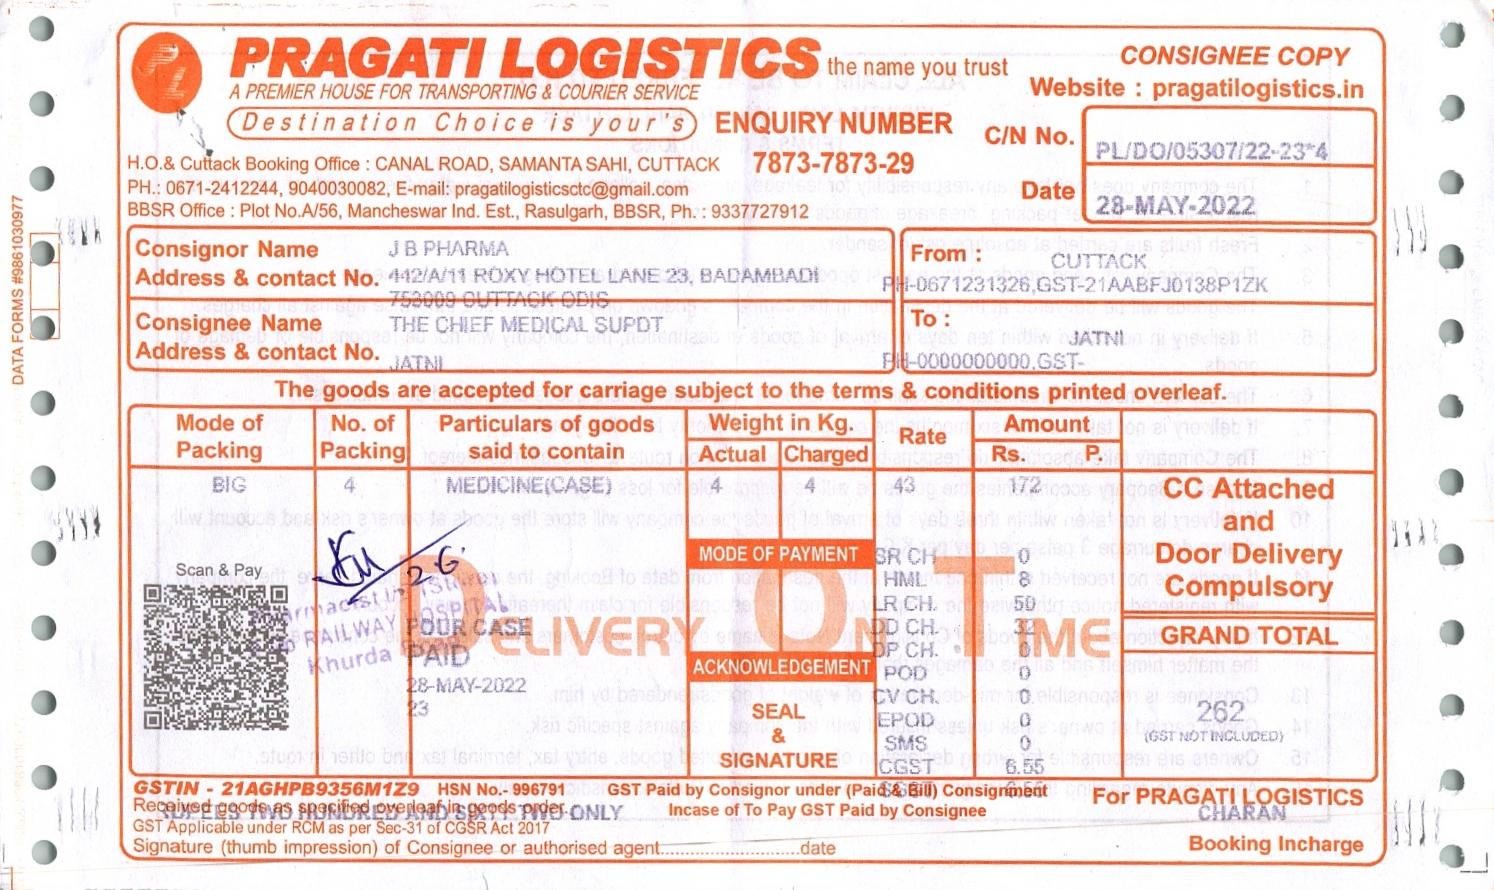 PRAGATI LOGISTICS the name you trust
A PREMIER HOUSE FOR TRANSPORTING & COURIER SERVICE
Destination Choice is your's
CONSIGNEE COPY
Website : pragatilogistics.in
ENQUIRY NUMBER
7873-7873-29
C/N No. PL/DO/05307/22-23*4
Date 28-MAY-2022
H.O.& Cuttack Booking Office : CANAL ROAD, SAMANTA SAHI, CUTTACK
PH.: 0671-2412244, 9040030082, E-mail: pragatilogisticsctc@gmail.com
BBSR Office : Plot No.A/56, Mancheswar Ind. Est., Rasulgarh, BBSR, Ph.: 9337727912
DATA FORMS #9861030977
Consignor Name J B PHARMA
Address & contact No. 442/A/11 ROXY HOTEL LANE 23, BADAMBADI
753009 CUTTACK ODIS
Consignee Name THE CHIEF MEDICAL SUPDT
Address & contact No. JATNI
From : CUTTACK
PH-0671231326,GST-21AABFJ0138P1ZK
To : JATNI
PH-0000000000,GST-
The goods are accepted for carriage subject to the terms & conditions printed overleaf.
Mode of Packing
No. of Packing
Particulars of goods said to contain
Weight in Kg.
Actual Charged
Rate
Amount
Rs. P.
BIG 4 MEDICINE(CASE) 4 4 43 172
CC Attached
and
Door Delivery
Compulsory
GRAND TOTAL
262
(GST NOT INCLUDED)
Scan & Pay
2-6
Pharmacist
HOSPITAL
RAILWAY
Khurda
FOUR CASE
PAID
28-MAY-2022
23
DELIVERY ON TIME
MODE OF PAYMENT
ACKNOWLEDGEMENT
SEAL
&
SIGNATURE
SR CH 0
HML 8
LR CH. 50
DD CH. 32
DP CH. 0
POD 0
CV CH. 0
EPOD 0
SMS 0
CGST 6.55
GSTIN - 21AGHPB9356M1Z9 HSN No.- 996791 GST Paid by Consignor under (Paid & Bill) Consignment
Received goods as specified overleaf in goods order
RUPEES TWO HUNDRED AND SIXTY TWO ONLY
Incase of To Pay GST Paid by Consignee
GST Applicable under RCM as per Sec-31 of CGSR Act 2017
Signature (thumb impression) of Consignee or authorised agent..............................date
For PRAGATI LOGISTICS
CHARAN
Booking Incharge